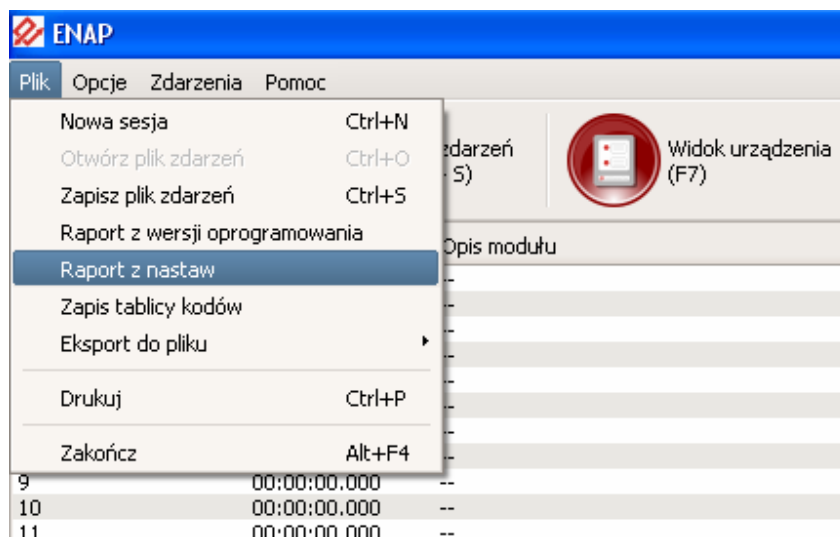 ENAP
Plik Opcje Zdarzenia Pomoc
Nowa sesja Ctrl+N
Otwórz plik zdarzeń Ctrl+O
Zapisz plik zdarzeń Ctrl+S
Raport z wersji oprogramowania
Raport z nastaw
Zapis tablicy kodów
Eksport do pliku
Drukuj Ctrl+P
Zakończ Alt+F4
zdarzeń
S)
Widok urządzenia
(F7)
Opis modułu
--
--
--
--
--
--
--
--
9 00:00:00.000 --
10 00:00:00.000 --
11 00:00:00.000 --